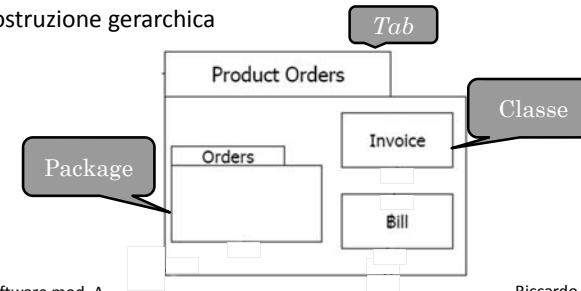 ostruzione gerarchica
Tab
Product Orders
Classe
Invoice
Orders
Package
Bill
ftware mod. A
Riccardo